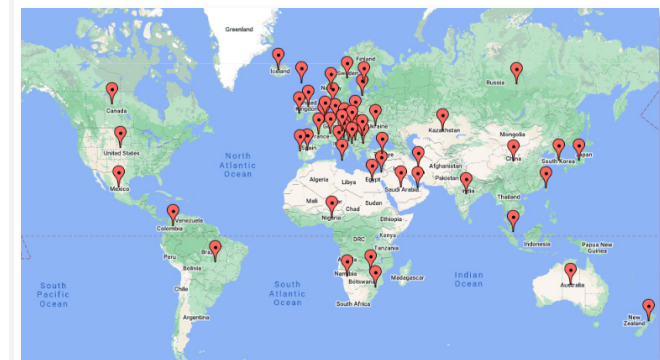 Greenland
Iceland
Finland
Sweden
Russia
Canada
United
Kingdom
Ukraine
Kazakhstan
Mongolia
United States
Spain
North
Atlantic
Ocean
China
South Korea
Japan
Afghanistan
Pakistan
Algeria
Libya
Egypt
Saudi Arabia
India
Mexico
Mali
Chad
Sudan
Thailand
Nigeria
Ethiopia
Venezuela
Colombia
DRC
Kenya
Indonesia
Papua New
Guinea
Tanzania
Peru
Bolivia
Namibia
Botswana
Madagascar
Indian
Ocean
South
Pacific
Ocean
Chile
South
Atlantic
Ocean
Australia
South Africa
Argentina
New
Zealand